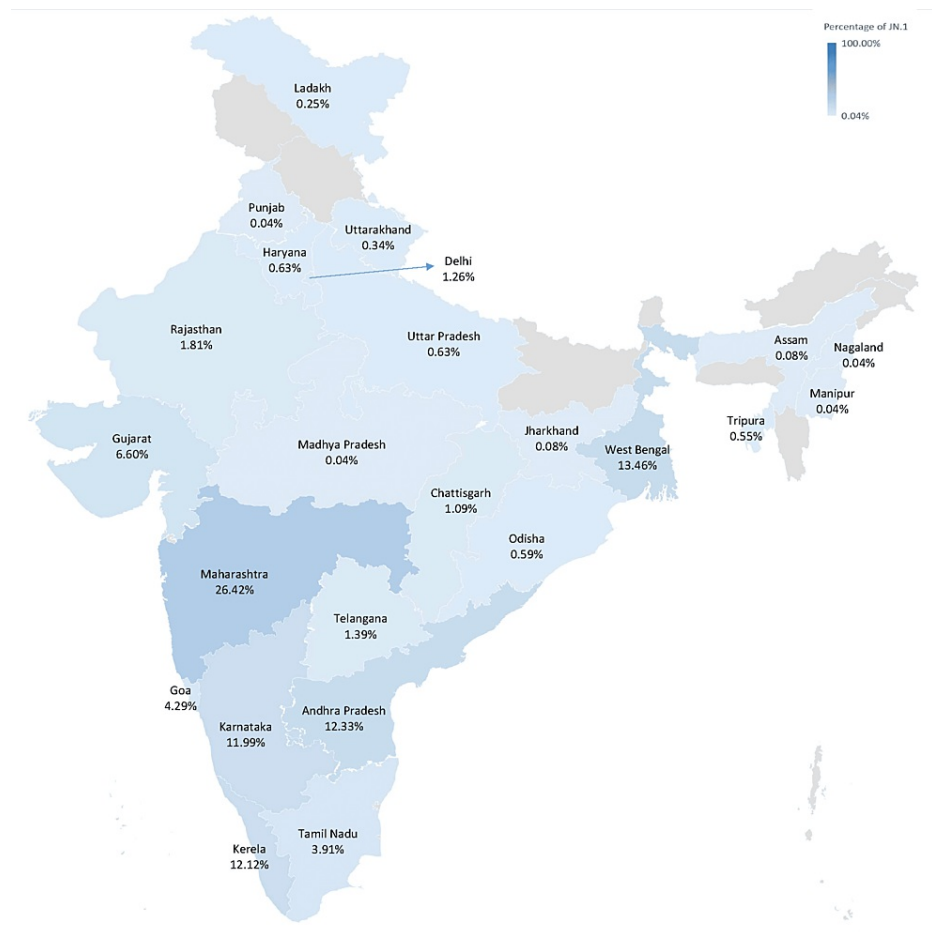 Percentage of JN.1
100.00%
0.04%
Ladakh
0.25%
Punjab
0.04%
Uttarakhand
0.34%
Haryana
0.63%
Delhi
1.26%
Rajasthan
1.81%
Uttar Pradesh
0.63%
Assam
0.08%
Nagaland
0.04%
Manipur
0.04%
Tripura
0.55%
Gujarat
6.60%
Madhya Pradesh
0.04%
Jharkhand
0.08%
West Bengal
13.46%
Chattisgarh
1.09%
Odisha
0.59%
Maharashtra
26.42%
Telangana
1.39%
Goa
4.29%
Karnataka
11.99%
Andhra Pradesh
12.33%
Tamil Nadu
3.91%
Kerela
12.12%